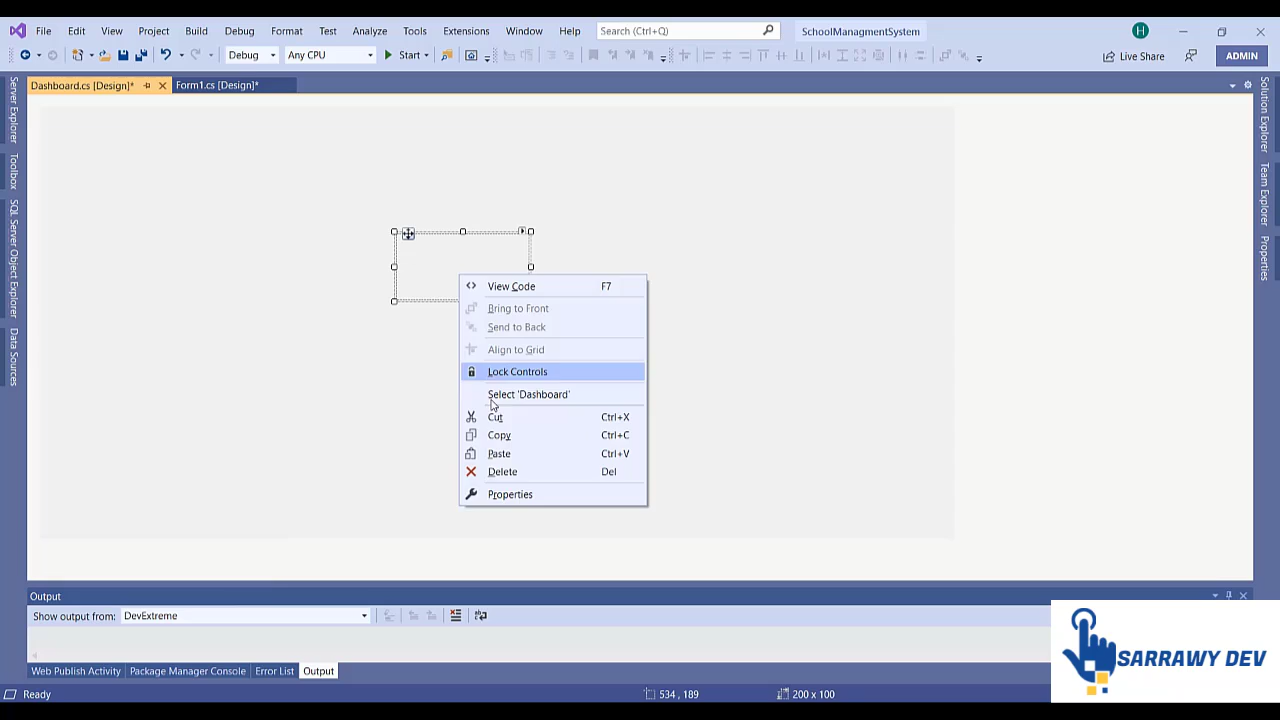 File Edit View Project Build Debug Format Test Analyze Tools Extensions Window Help Search (Ctrl+Q) SchoolManagmentSystem H
Debug Any CPU Start Live Share ADMIN
Dashboard.cs [Design]* Form1.cs [Design]*
Server Explorer
Toolbox
SQL Server Object Explorer
Data Sources
Solution Explorer
Team Explorer
Properties
View Code F7
Bring to Front
Send to Back
Align to Grid
Lock Controls
Select 'Dashboard'
Cut Ctrl+X
Copy Ctrl+C
Paste Ctrl+V
Delete Del
Properties
Output
Show output from: DevExtreme
Web Publish Activity Package Manager Console Error List Output
Ready 534 , 189 200 x 100
SARRAWY DEV